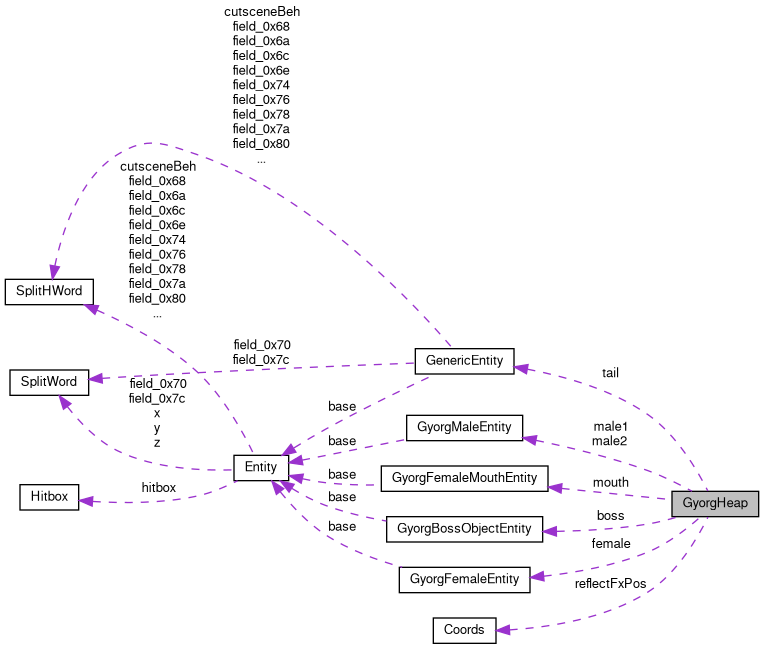 cutsceneBeh
field_0x68
field_0x6a
field_0x6c
field_0x6e
field_0x74
field_0x76
field_0x78
field_0x7a
field_0x80
...
cutsceneBeh
field_0x68
field_0x6a
field_0x6c
field_0x6e
field_0x74
field_0x76
field_0x78
field_0x7a
field_0x80
...
SplitHWord
field_0x70
field_0x7c
GenericEntity
tail
SplitWord
field_0x70
field_0x7c
x
y
z
base
GyorgMaleEntity
male1
male2
base
Entity
base
GyorgFemaleMouthEntity
mouth
Hitbox
hitbox
base
GyorgHeap
GyorgBossObjectEntity
boss
base
female
GyorgFemaleEntity
reflectFxPos
Coords